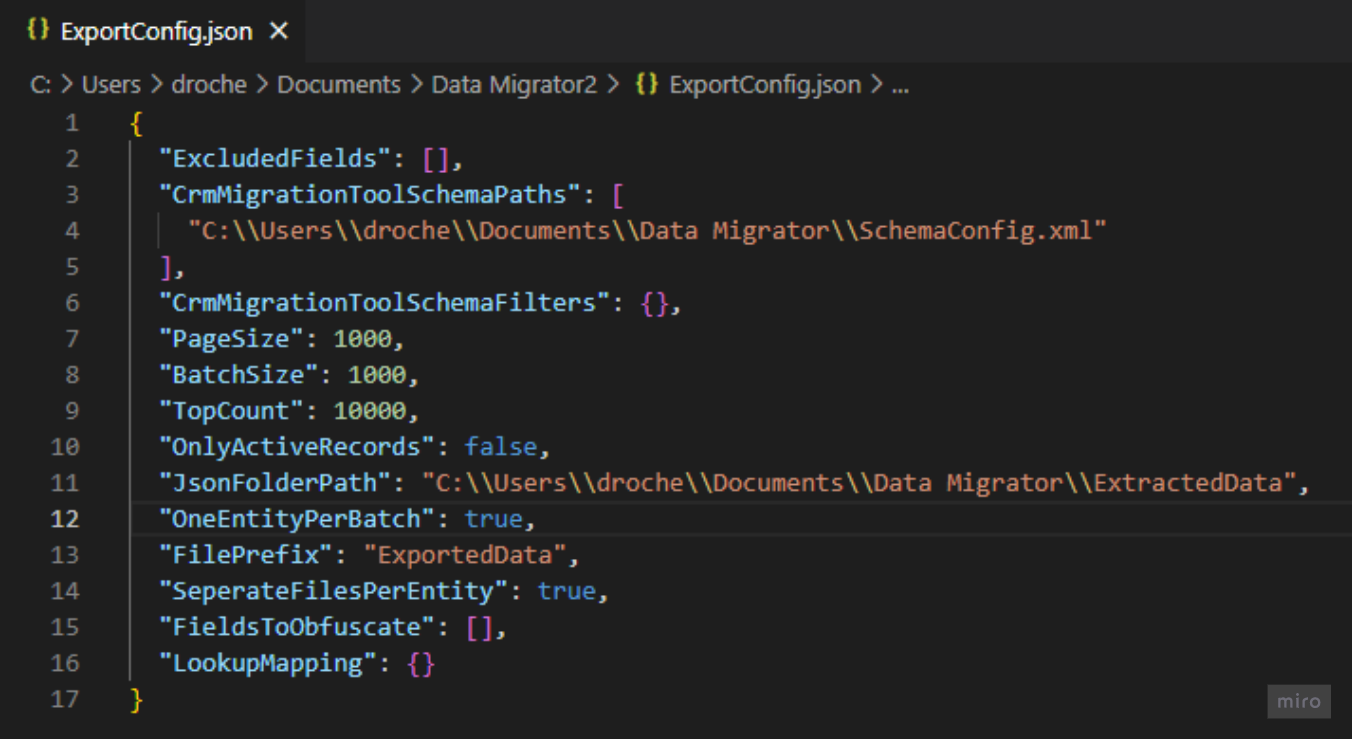 {} ExportConfig.json ×
C: > Users > droche > Documents > Data Migrator2 > {} ExportConfig.json > ...
1 {
2 "ExcludedFields": [],
3 "CrmMigrationToolSchemaPaths": [
4 "C:\\Users\\droche\\Documents\\Data Migrator\\SchemaConfig.xml"
5 ],
6 "CrmMigrationToolSchemaFilters": {},
7 "PageSize": 1000,
8 "BatchSize": 1000,
9 "TopCount": 10000,
10 "OnlyActiveRecords": false,
11 "JsonFolderPath": "C:\\Users\\droche\\Documents\\Data Migrator\\ExtractedData",
12 "OneEntityPerBatch": true,
13 "FilePrefix": "ExportedData",
14 "SeperateFilesPerEntity": true,
15 "FieldsToObfuscate": [],
16 "LookupMapping": {}
17 }
miro